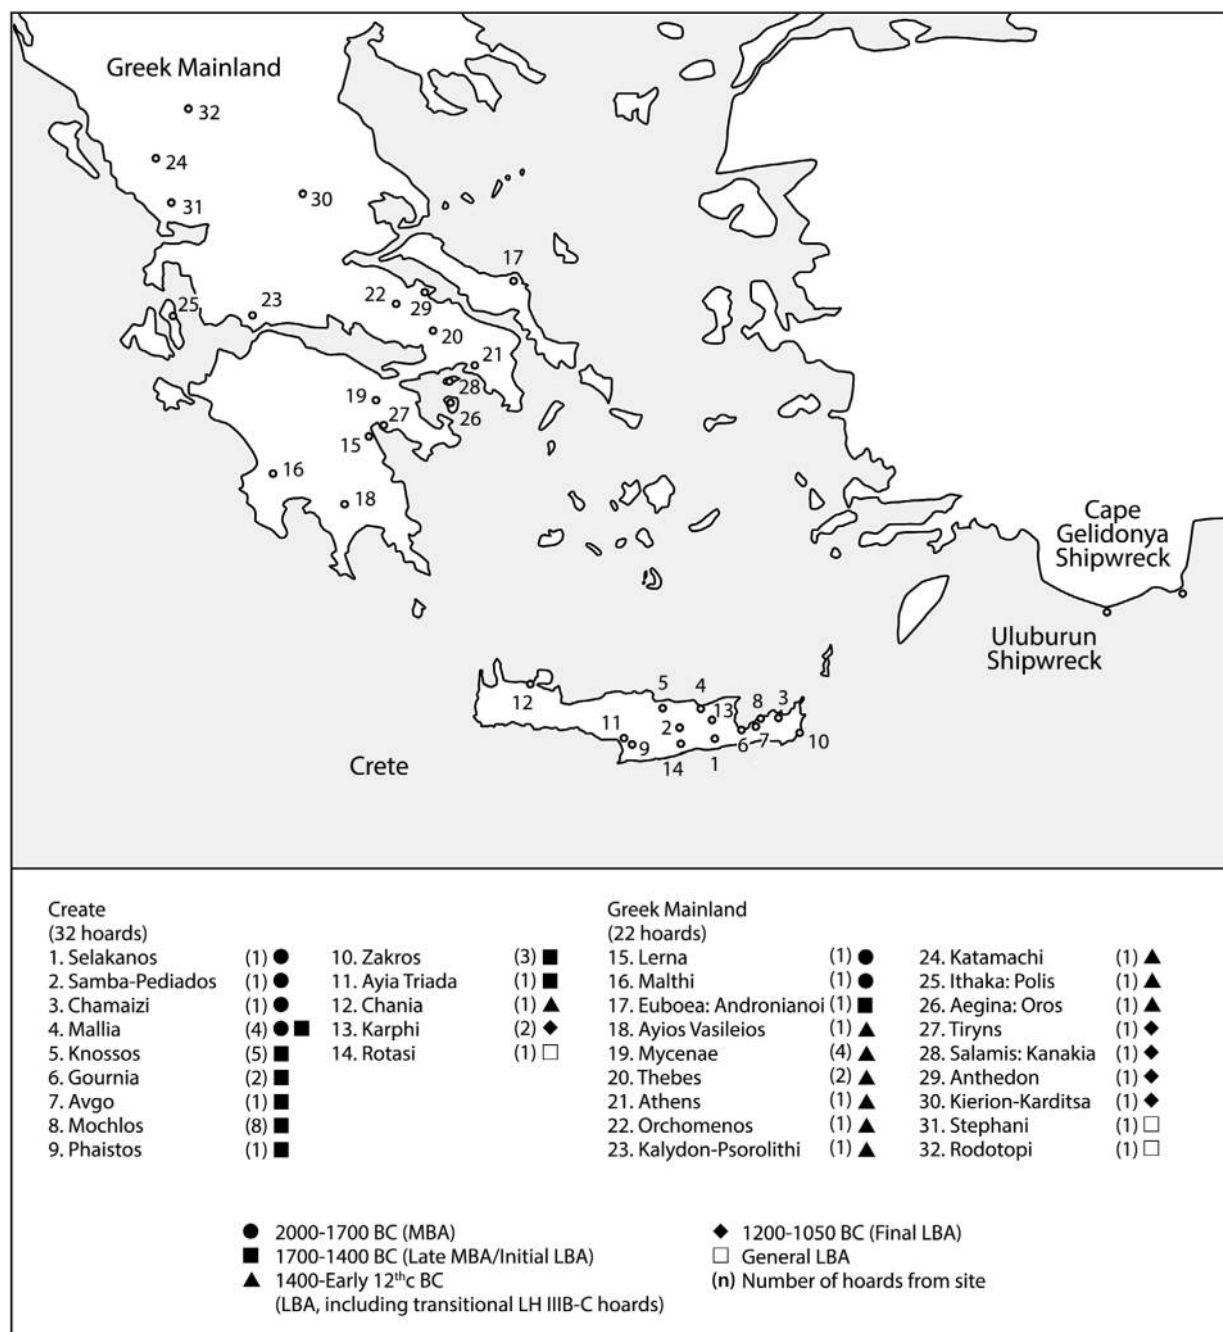 Greek Mainland
32
24
31
30
17
25
23
22
29
20
21
28
19
27
26
15
16
18
Cape
Gelidonya
Shipwreck
Uluburun
Shipwreck
12
5
4
8
3
13
11
2
9
6
7
10
14
1
Crete
Create
(32 hoards)
1. Selakanos (1)
2. Samba-Pediados (1)
3. Chamaizi (1)
4. Mallia (4)
5. Knossos (5)
6. Gournia (2)
7. Avgo (1)
8. Mochlos (8)
9. Phaistos (1)
10. Zakros (3)
11. Ayia Triada (1)
12. Chania (1)
13. Karphi (2)
14. Rotasi (1)
Greek Mainland
(22 hoards)
15. Lerna (1)
16. Malthi (1)
17. Euboea: Andronianoi (1)
18. Ayios Vasileios (1)
19. Mycenae (4)
20. Thebes (2)
21. Athens (1)
22. Orchomenos (1)
23. Kalydon-Psorolithi (1)
24. Katamachi (1)
25. Ithaka: Polis (1)
26. Aegina: Oros (1)
27. Tiryns (1)
28. Salamis: Kanakia (1)
29. Anthedon (1)
30. Kierion-Karditsa (1)
31. Stephani (1)
32. Rodotopi (1)
2000-1700 BC (MBA)
1700-1400 BC (Late MBA/Initial LBA)
1400-Early 12thc BC
(LBA, including transitional LH IIIB-C hoards)
1200-1050 BC (Final LBA)
General LBA
(n) Number of hoards from site